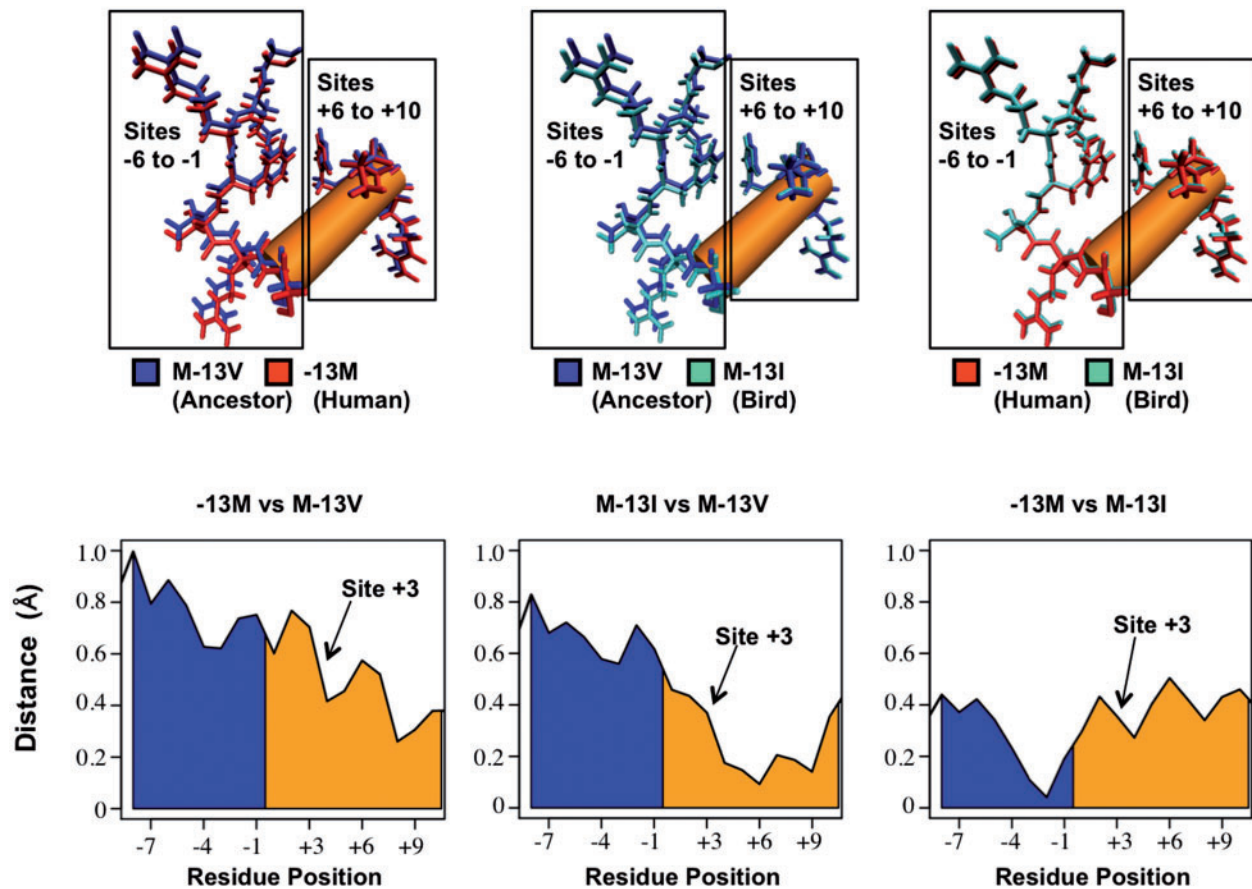 Sites
-6 to -1
Sites
+6 to +10
M-13V
(Ancestor)
-13M
(Human)
Sites
-6 to -1
Sites
+6 to +10
M-13V
(Ancestor)
M-13I
(Bird)
Sites
-6 to -1
Sites
+6 to +10
-13M
(Human)
M-13I
(Bird)
Distance (Å)
-13M vs M-13V
1.0
0.8
0.6
0.4
0.2
0
Site +3
-7 -4 -1 +3 +6 +9
Residue Position
M-13I vs M-13V
1.0
0.8
0.6
0.4
0.2
0
Site +3
-7 -4 -1 +3 +6 +9
Residue Position
-13M vs M-13I
1.0
0.8
0.6
0.4
0.2
0
Site +3
-7 -4 -1 +3 +6 +9
Residue Position